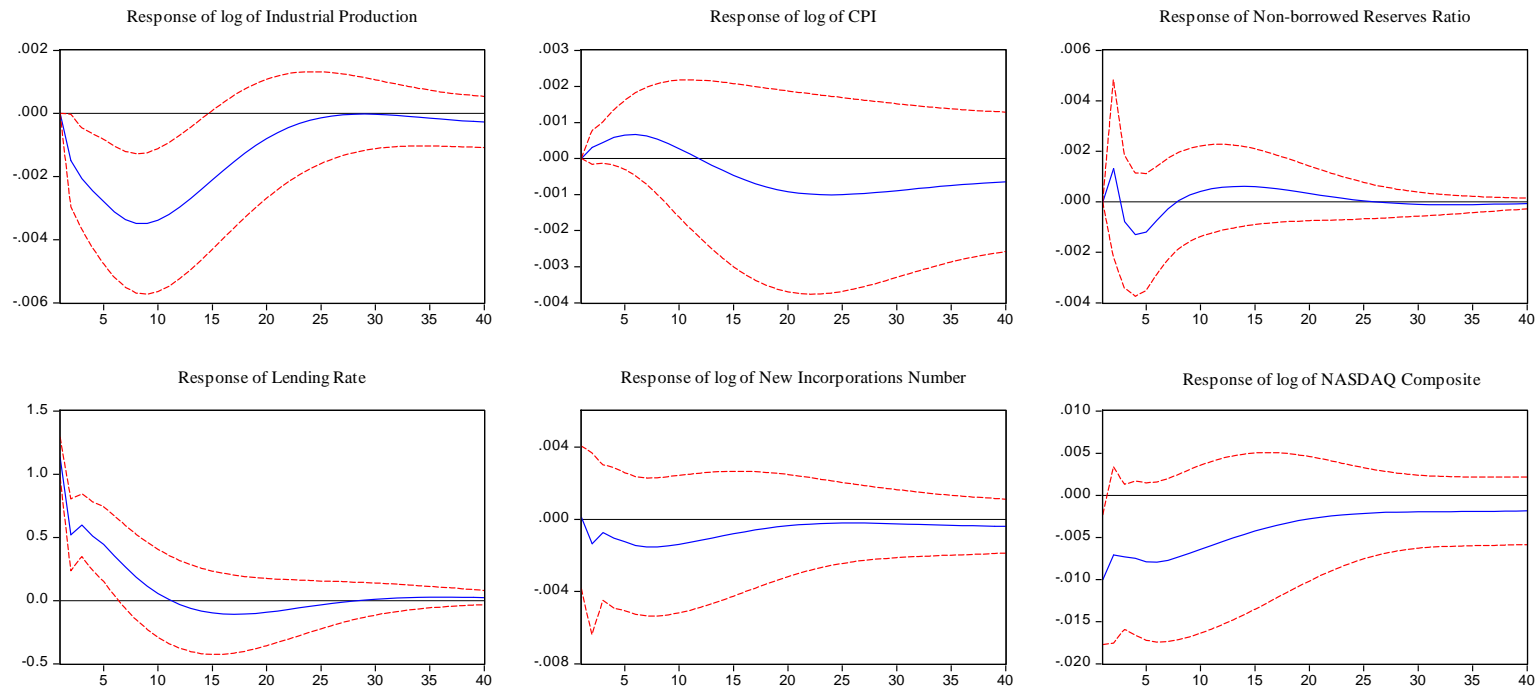 Response of log of Industrial Production
.002
.000
-.002
-.004
-.006
5 10 15 20 25 30 35 40
Response of log of CPI
.003
.002
.001
.000
-.001
-.002
-.003
-.004
5 10 15 20 25 30 35 40
Response of Non-borrowed Reserves Ratio
.006
.004
.002
.000
-.002
-.004
5 10 15 20 25 30 35 40
Response of Lending Rate
1.5
1.0
0.5
0.0
-0.5
5 10 15 20 25 30 35 40
Response of log of New Incorporations Number
.004
.000
-.004
-.008
5 10 15 20 25 30 35 40
Response of log of NASDAQ Composite
.010
.005
.000
-.005
-.010
-.015
-.020
5 10 15 20 25 30 35 40